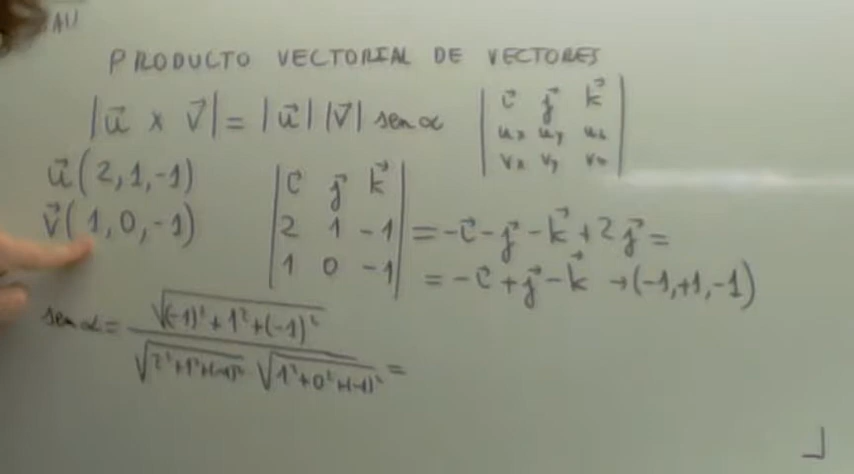 AU
PRODUCTO VECTORIAL DE VECTORES
|u⃗ x v⃗| = |u⃗| |v⃗| sen α
| i⃗ j⃗ k⃗ |
| ux uy uz |
| vx vy vz |
u⃗(2,1,-1)
v⃗(1,0,-1)
| i⃗ j⃗ k⃗ |
| 2 1 -1 | = -i⃗ - j⃗ - k⃗ + 2j⃗ =
| 1 0 -1 | = -i⃗ + j⃗ - k⃗ → (-1,+1,-1)
sen α = √((-1)² + 1² + (-1)²) / √(2²+1²+(-1)²) √(1²+0²+(-1)²) =